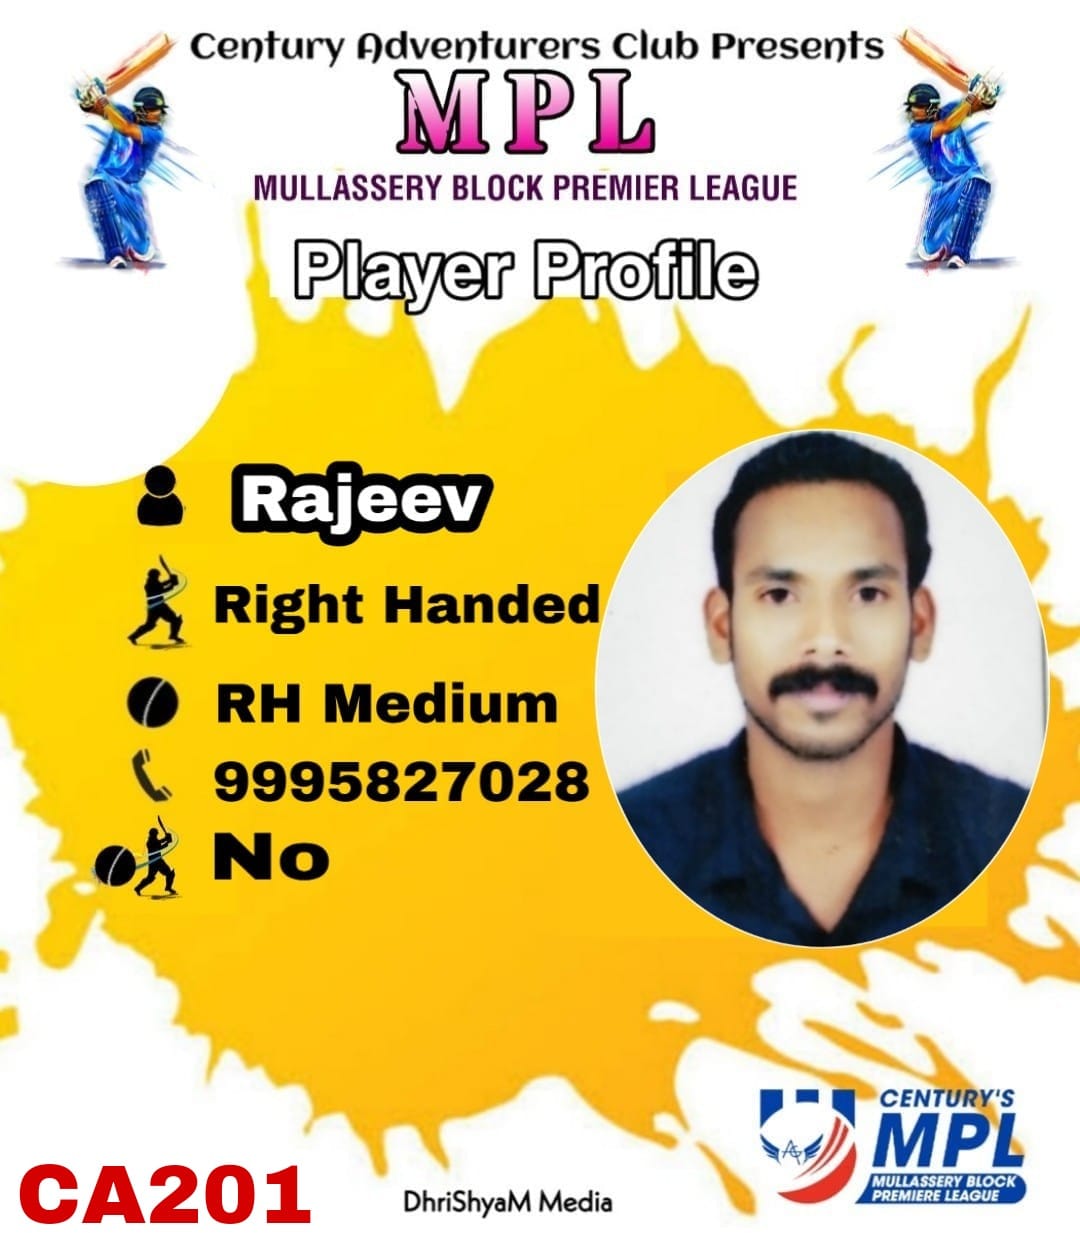 Century Adventurers Club Presents
MPL
MULLASSERY BLOCK PREMIER LEAGUE
Player Profile
Rajeev
Right Handed
RH Medium
9995827028
No
CENTURY'S
MPL
MULLASSERY BLOCK
PREMIERE LEAGUE
CA201
DhriShyaM Media